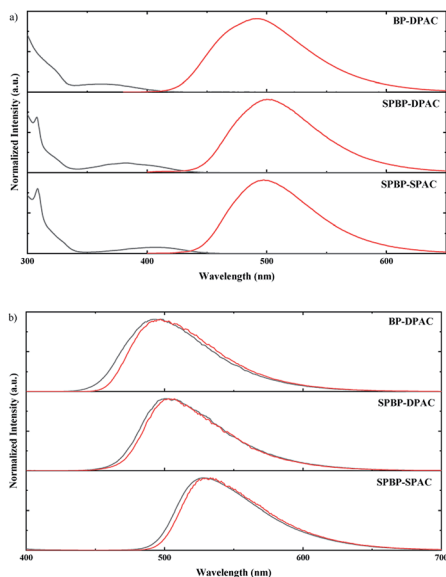 a)
BP-DPAC
SPBP-DPAC
SPBP-SPAC
Normalized Intensity (a.u.)
300 400 500 600
Wavelength (nm)
b)
BP-DPAC
SPBP-DPAC
SPBP-SPAC
Normalized Intensity (a.u.)
400 500 600 700
Wavelength (nm)